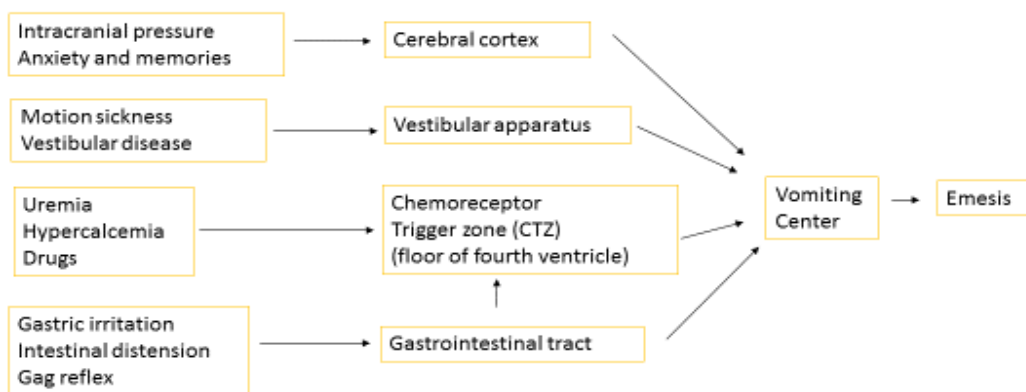 Intracranial pressure
Anxiety and memories
Cerebral cortex
Motion sickness
Vestibular disease
Vestibular apparatus
Uremia
Hypercalcemia
Drugs
Chemoreceptor
Trigger zone (CTZ)
(floor of fourth ventricle)
Vomiting
Center
Emesis
Gastric irritation
Intestinal distension
Gag reflex
Gastrointestinal tract